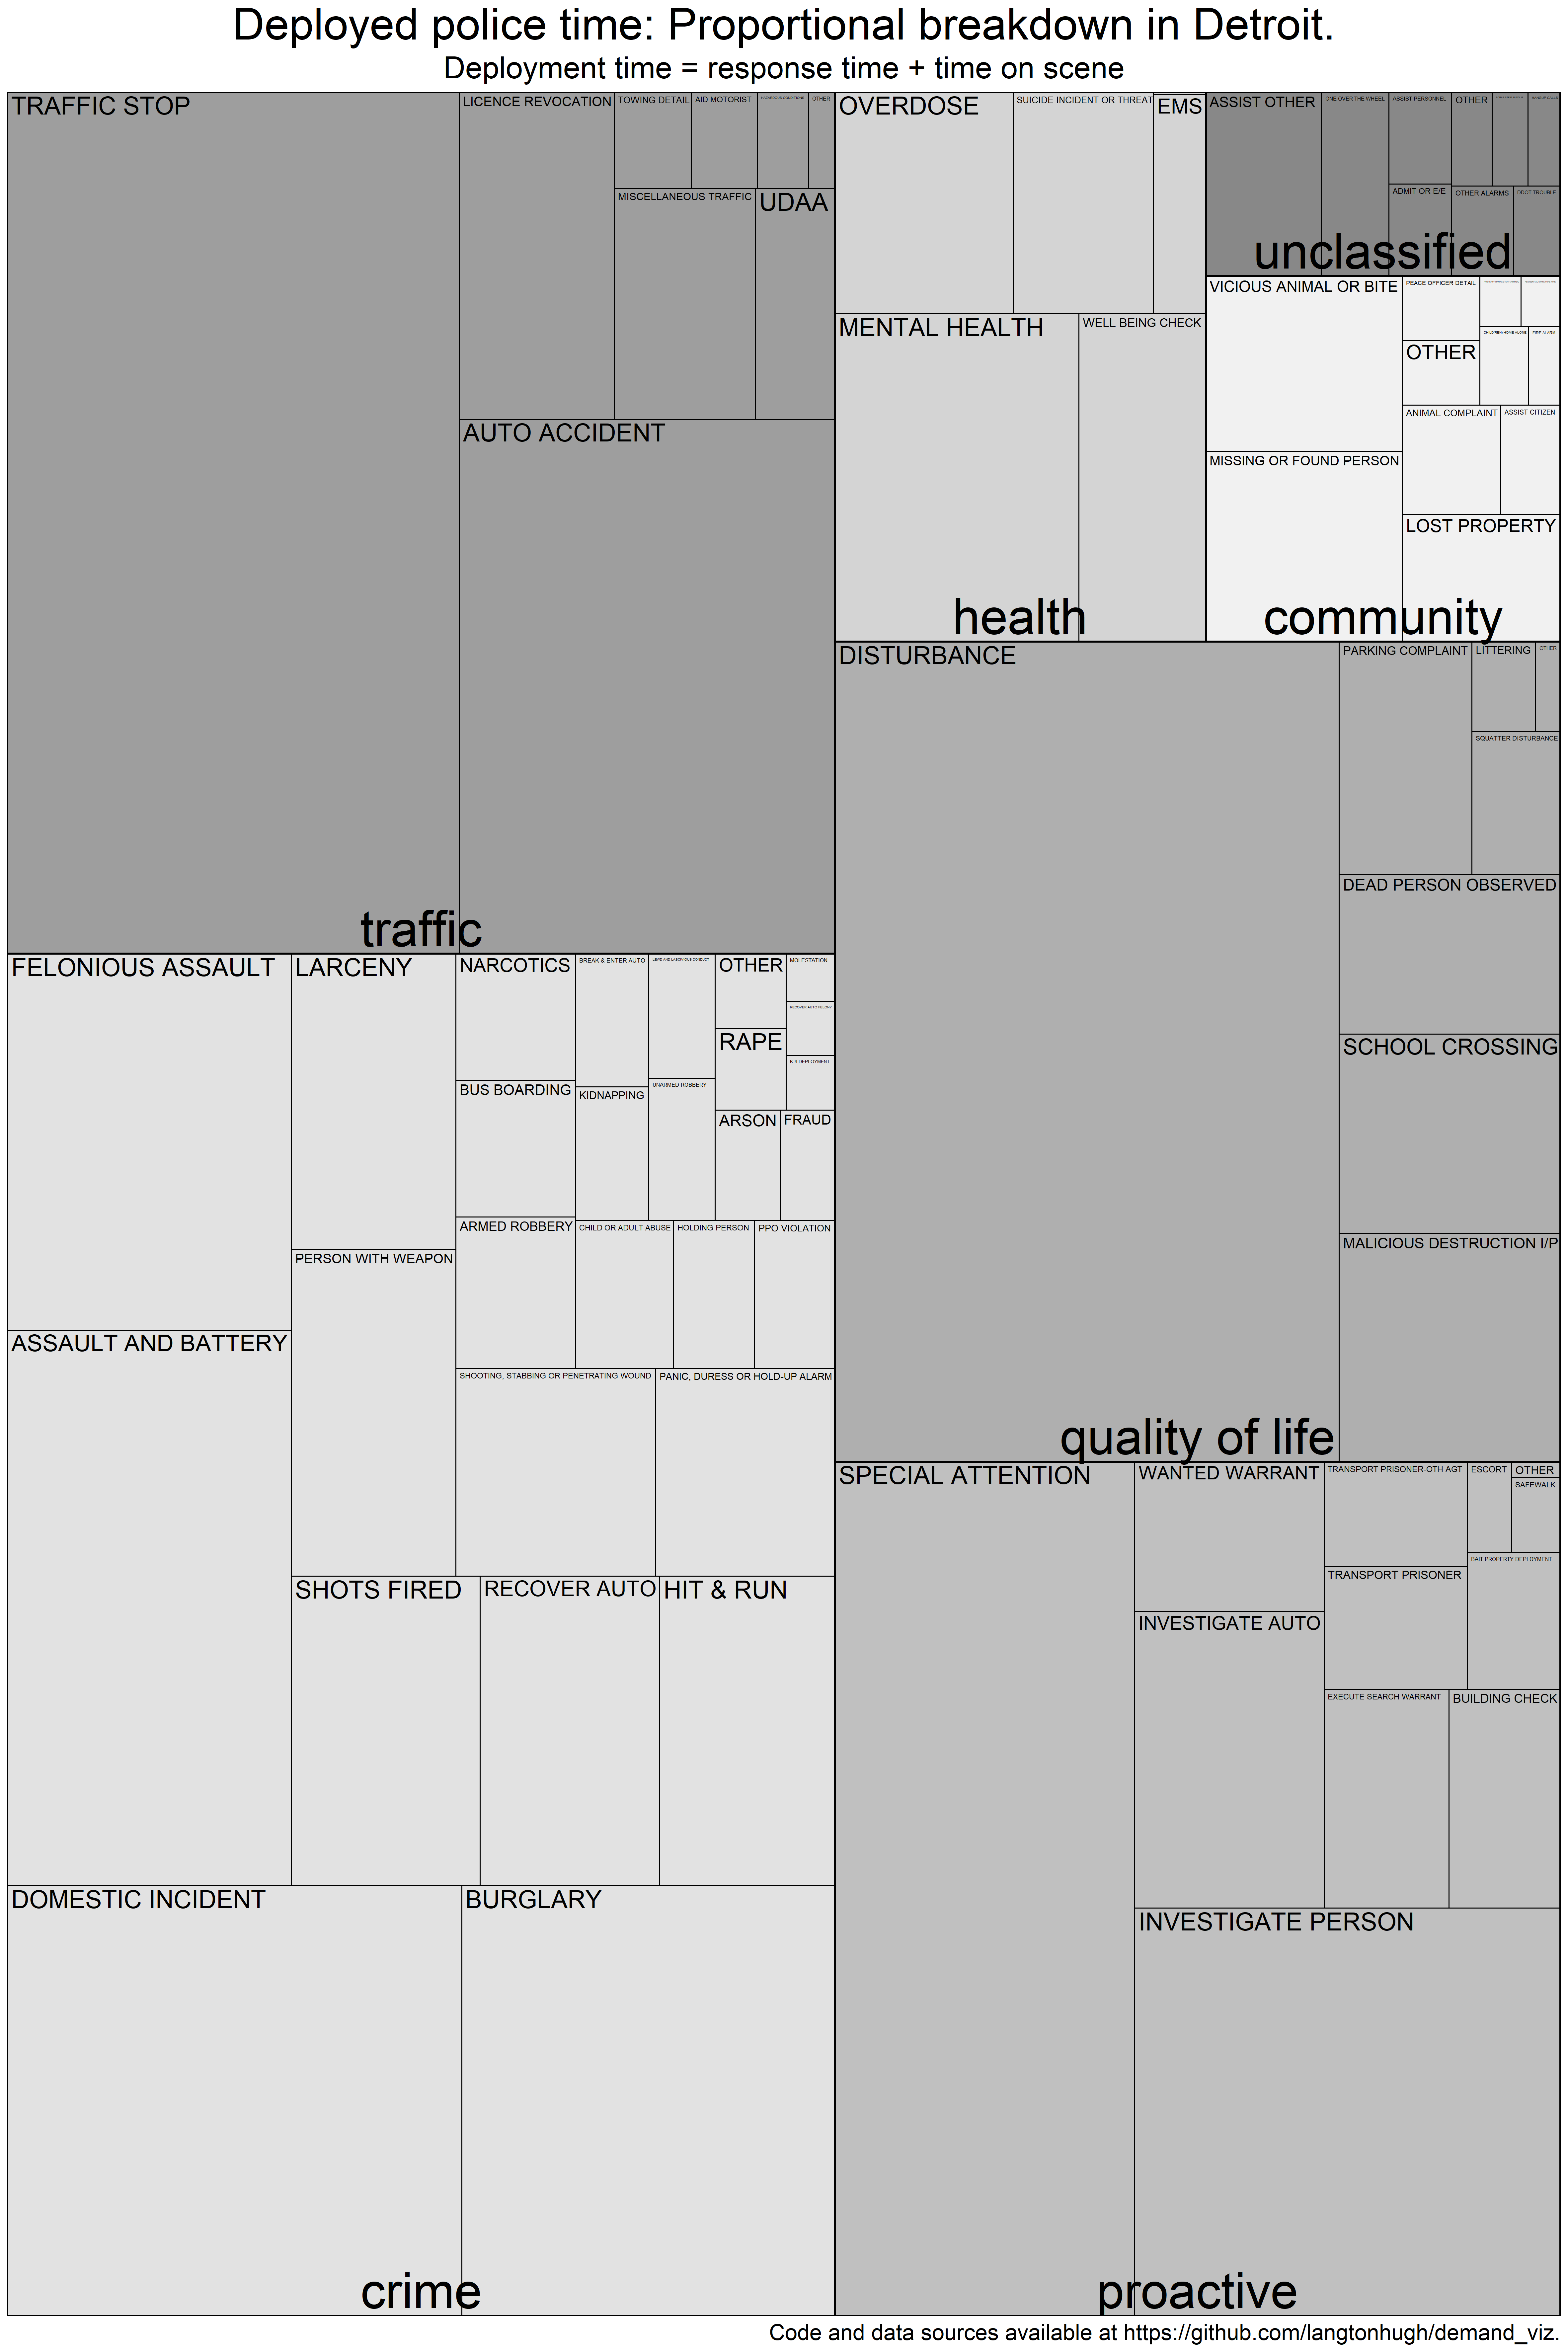 Deployed police time: Proportional breakdown in Detroit.
Deployment time = response time + time on scene
TRAFFIC STOP
LICENCE REVOCATION
TOWING DETAIL
AID MOTORIST
HAZARDOUS CONDITIONS
OTHER
MISCELLANEOUS TRAFFIC
UDAA
AUTO ACCIDENT
traffic
OVERDOSE
SUICIDE INCIDENT OR THREAT
EMS
MENTAL HEALTH
WELL BEING CHECK
health
ASSIST OTHER
ONE OVER THE WHEEL
ASSIST PERSONNEL
OTHER
HANGUP CALLS
ADMIT OR E/E
OTHER ALARMS
DDOT TROUBLE
unclassified
VICIOUS ANIMAL OR BITE
PEACE OFFICER DETAIL
CHILD(REN) HOME ALONE
FIRE ALARM
OTHER
ANIMAL COMPLAINT
ASSIST CITIZEN
MISSING OR FOUND PERSON
LOST PROPERTY
community
DISTURBANCE
PARKING COMPLAINT
LITTERING
OTHER
SQUATTER DISTURBANCE
DEAD PERSON OBSERVED
SCHOOL CROSSING
MALICIOUS DESTRUCTION I/P
quality of life
FELONIOUS ASSAULT
LARCENY
NARCOTICS
BREAK & ENTER AUTO
LEWD AND LASCIVIOUS CONDUCT
OTHER
MOLESTATION
RECOVER AUTO FELONY
RAPE
K-9 DEPLOYMENT
BUS BOARDING
KIDNAPPING
UNARMED ROBBERY
ARSON
FRAUD
ARMED ROBBERY
CHILD OR ADULT ABUSE
HOLDING PERSON
PPO VIOLATION
PERSON WITH WEAPON
ASSAULT AND BATTERY
SHOOTING, STABBING OR PENETRATING WOUND
PANIC, DURESS OR HOLD-UP ALARM
SHOTS FIRED
RECOVER AUTO
HIT & RUN
DOMESTIC INCIDENT
BURGLARY
crime
SPECIAL ATTENTION
WANTED WARRANT
TRANSPORT PRISONER-OTH AGT
ESCORT
OTHER
SAFEWALK
BAIT PROPERTY DEPLOYMENT
TRANSPORT PRISONER
INVESTIGATE AUTO
EXECUTE SEARCH WARRANT
BUILDING CHECK
INVESTIGATE PERSON
proactive
Code and data sources available at https://github.com/langtonhugh/demand_viz.